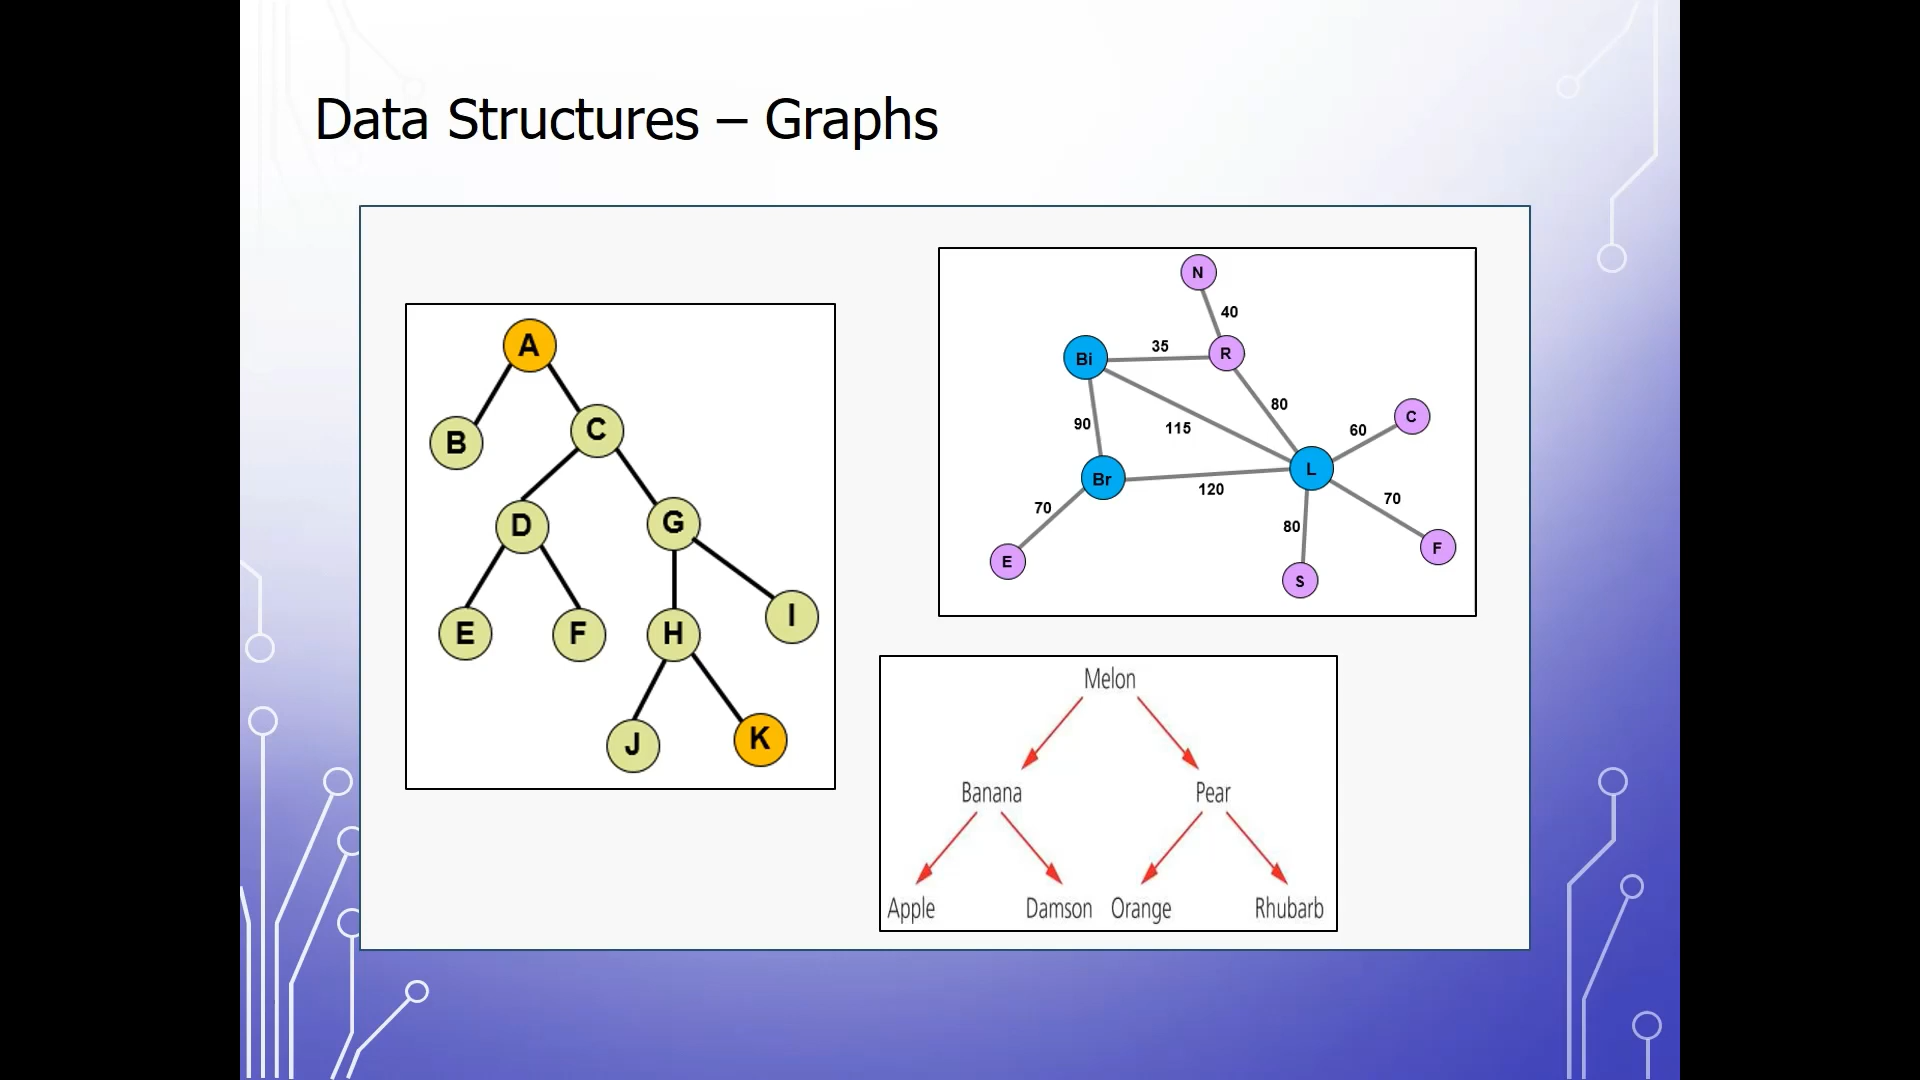 Data Structures – Graphs
A
B
C
D
G
E
F
H
I
J
K
N
40
Bi
35
R
80
C
60
90
115
L
Br
120
70
70
80
E
F
S
Melon
Banana Pear
Apple Damson Orange Rhubarb